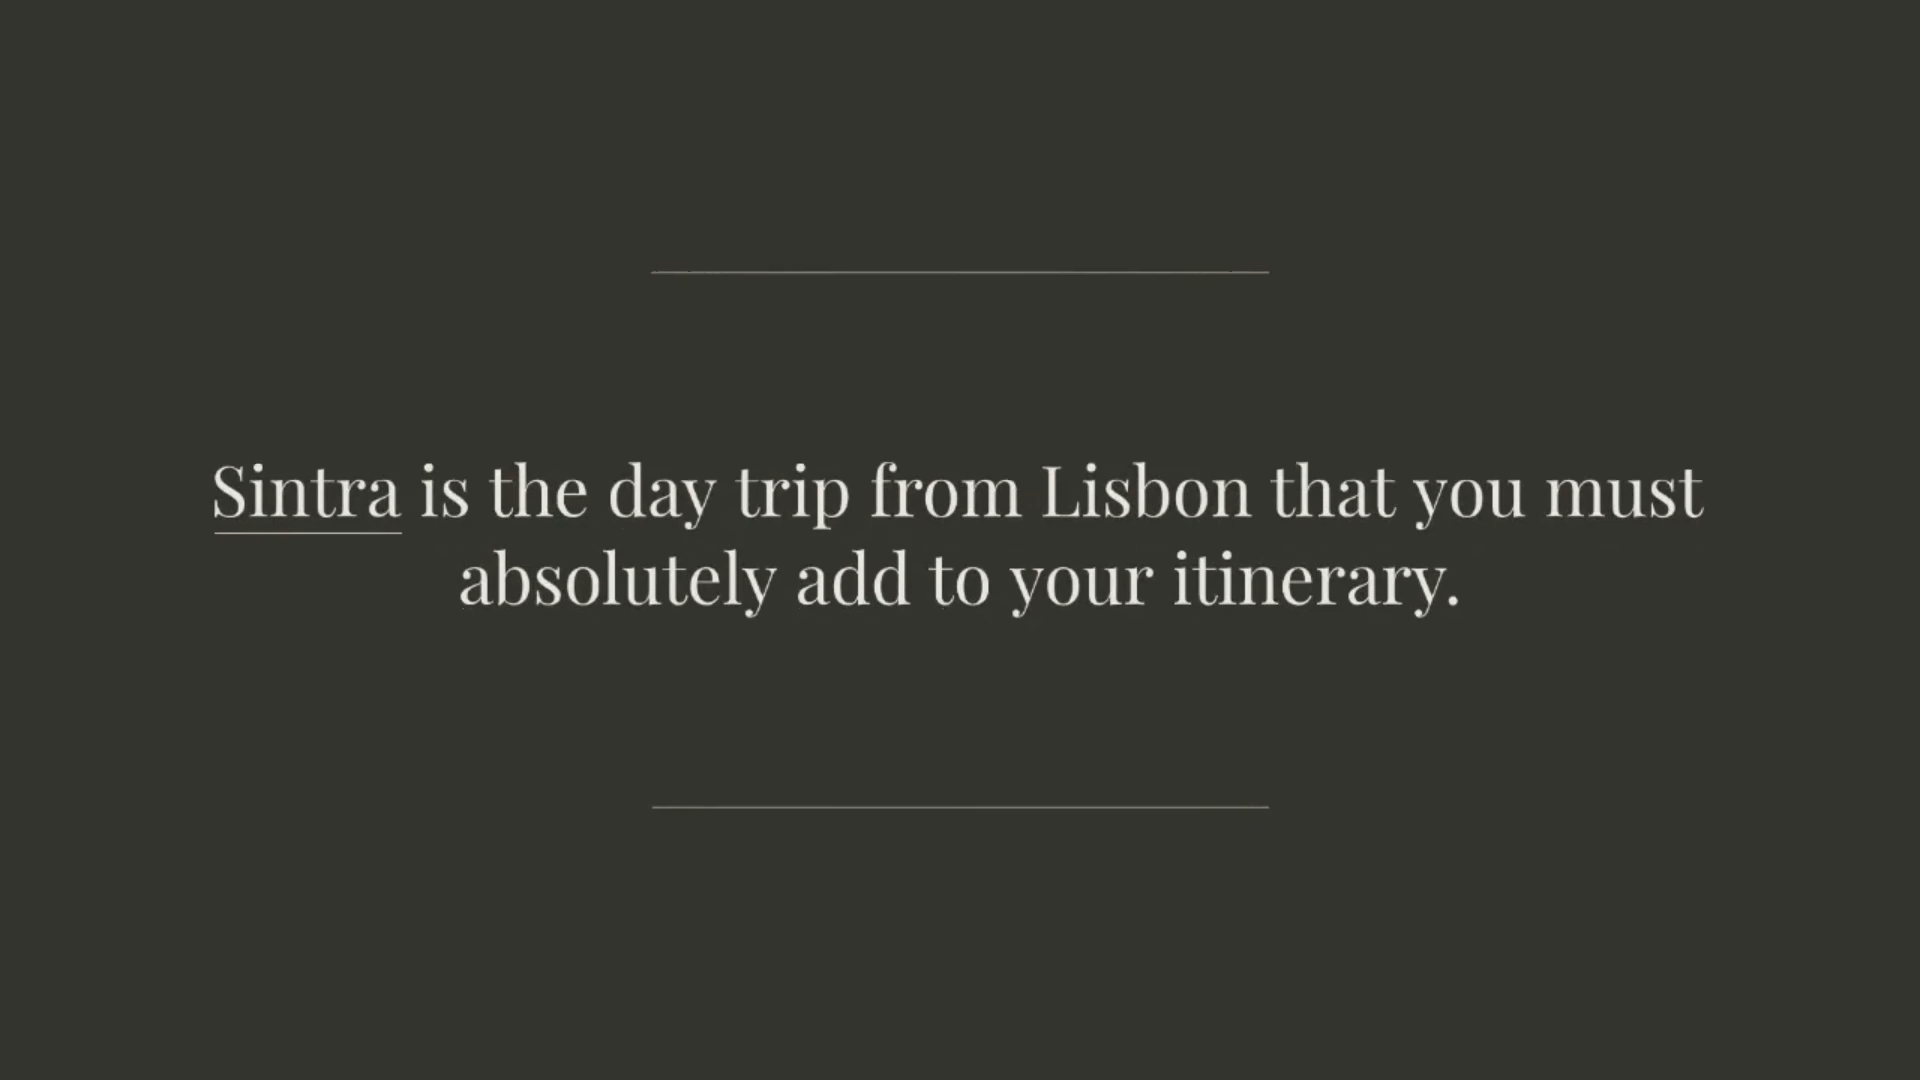 Sintra is the day trip from Lisbon that you must
absolutely add to your itinerary.